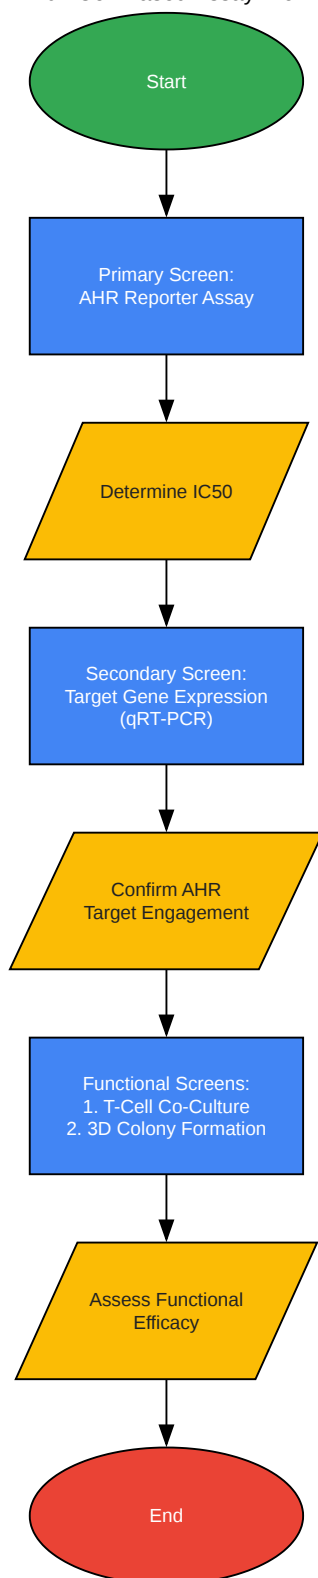 Start
Primary Screen:
AHR Reporter Assay
Determine IC50
Secondary Screen:
Target Gene Expression
(qRT-PCR)
Confirm AHR
Target Engagement
Functional Screens:
1. T-Cell Co-Culture
2. 3D Colony Formation
Assess Functional
Efficacy
End